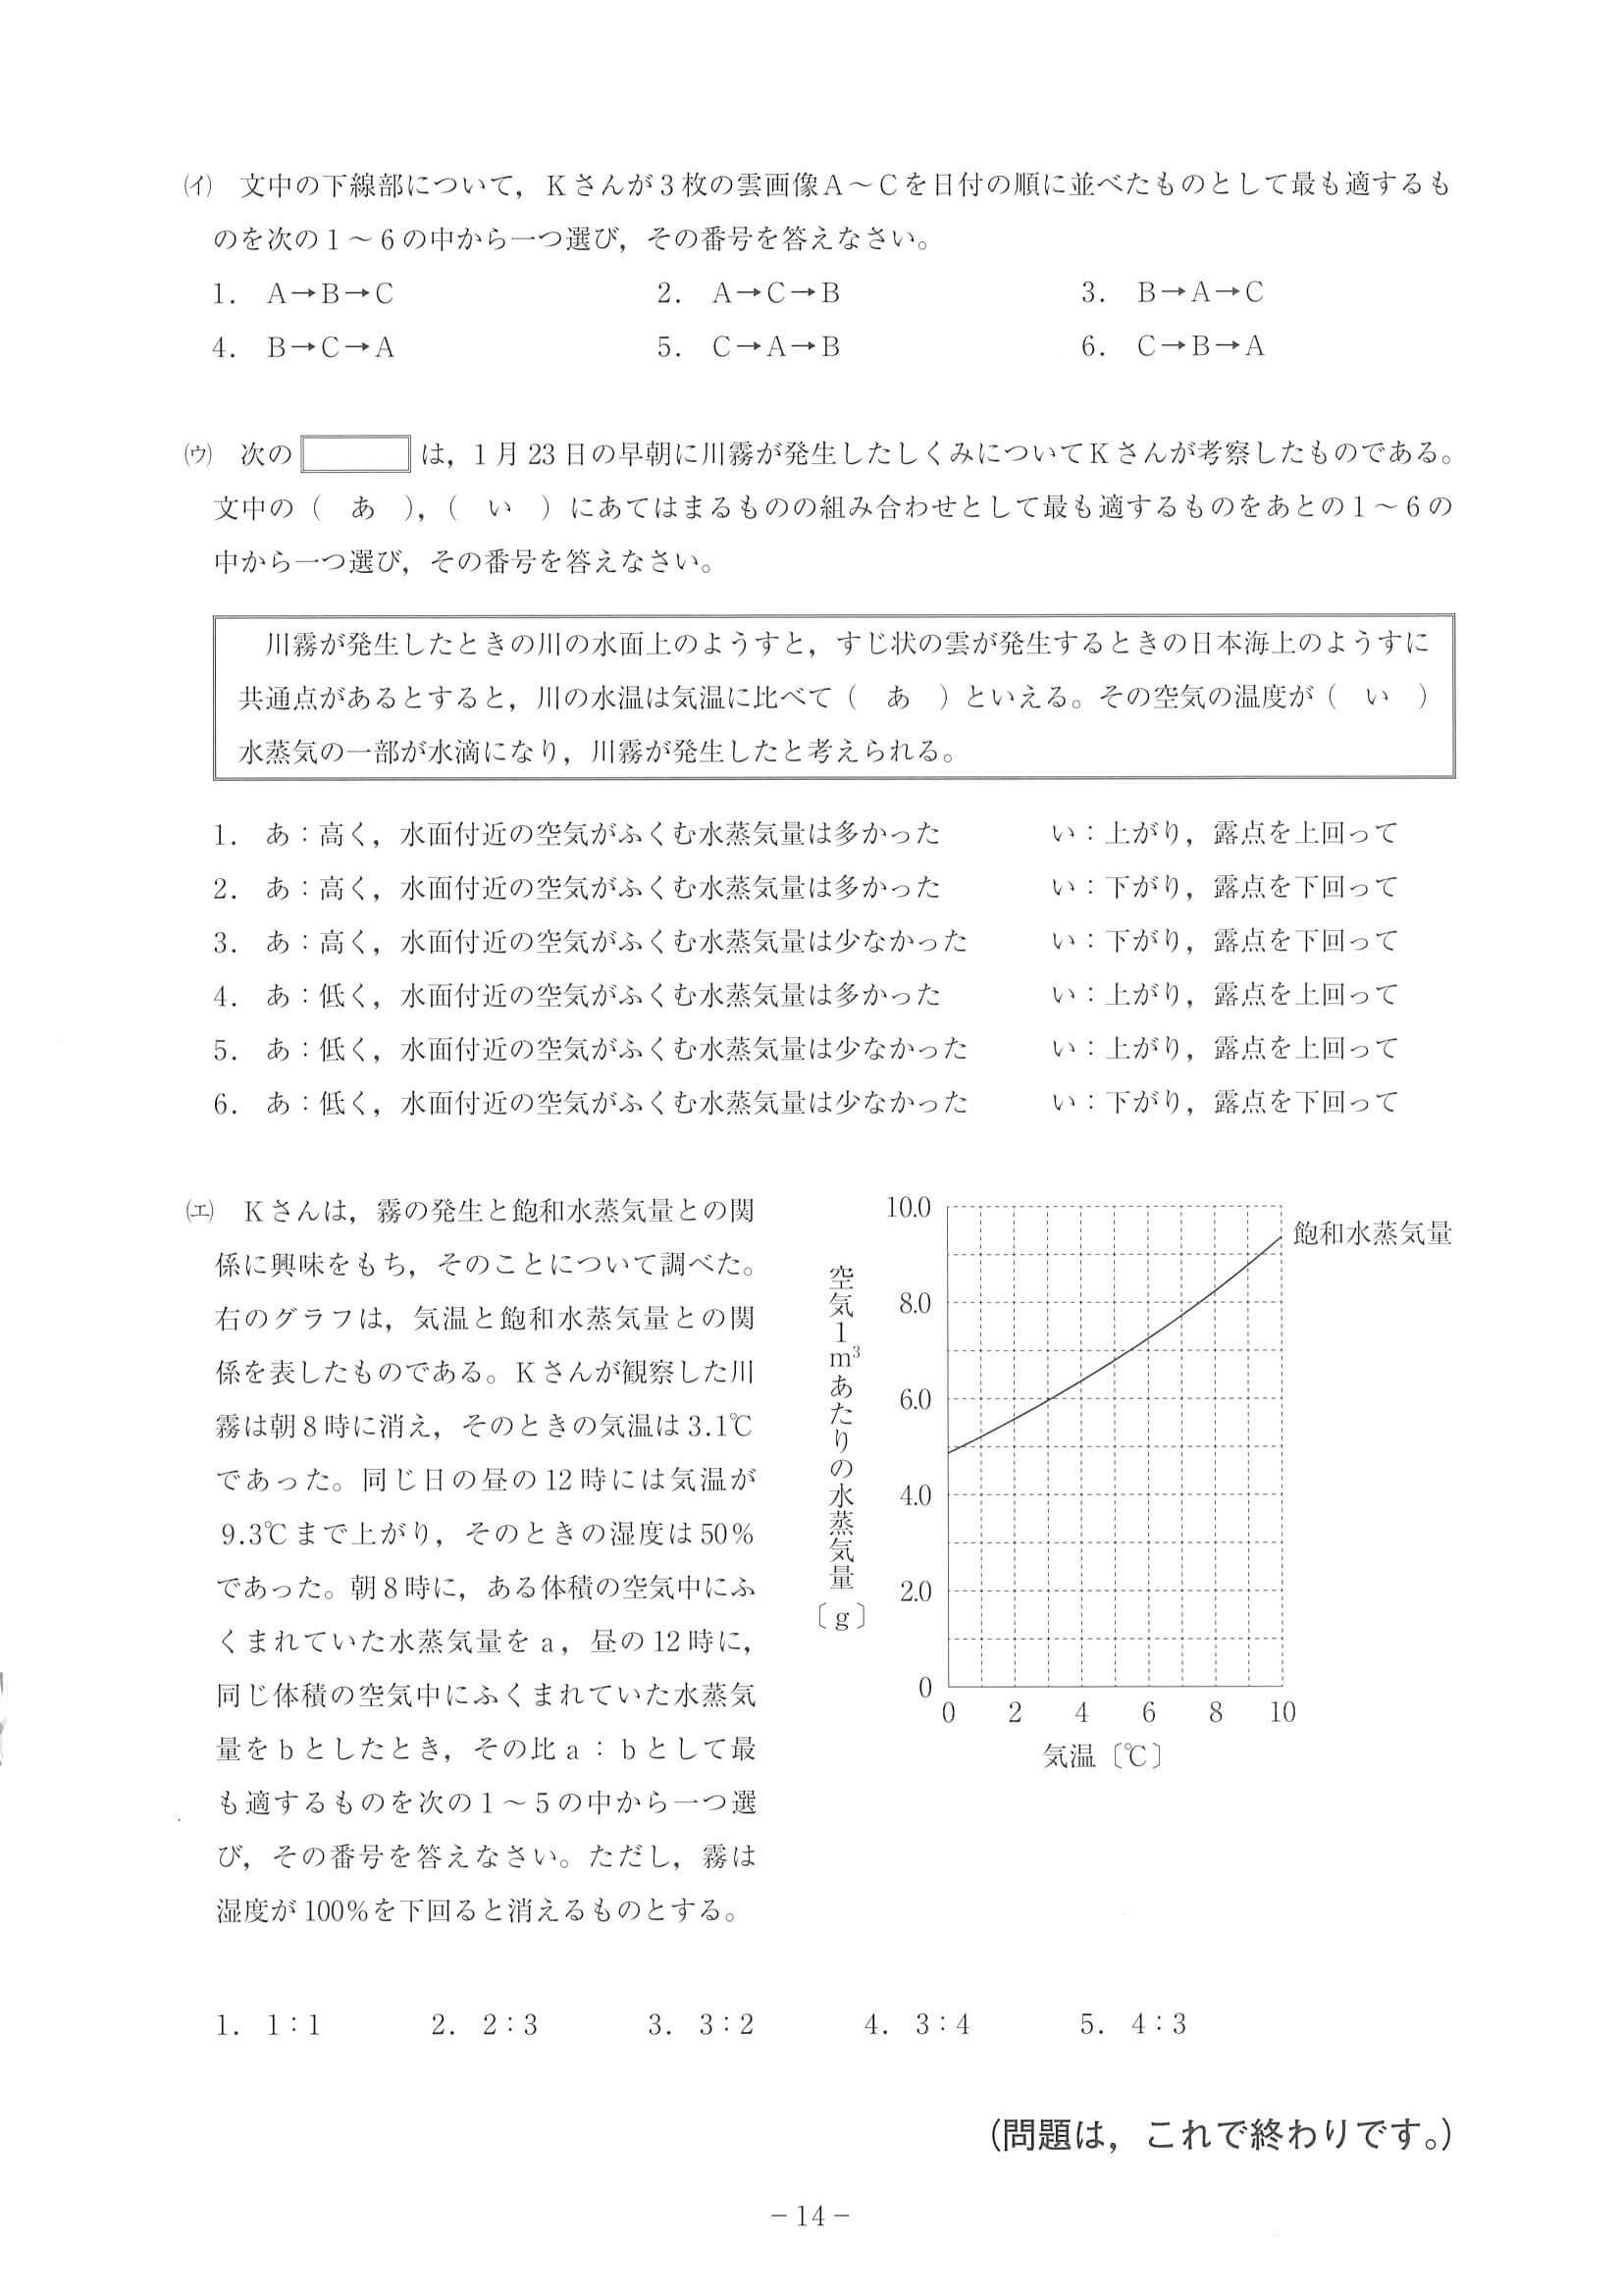 (イ) 文中の下線部について，Kさんが3枚の雲画像A～Cを日付の順に並べたものとして最も適するも
のを次の1～6の中から一つ選び，その番号を答えなさい。
1. A→B→C 2. A→C→B 3. B→A→C
4. B→C→A 5. C→A→B 6. C→B→A
(ウ) 次の は，1月23日の早朝に川霧が発生したしくみについてKさんが考察したものである。
文中の（ あ ），（ い ）にあてはまるものの組み合わせとして最も適するものをあとの1～6の
中から一つ選び，その番号を答えなさい。
川霧が発生したときの川の水面上のようすと，すじ状の雲が発生するときの日本海上のようすに
共通点があるとすると，川の水温は気温に比べて（ あ ）といえる。その空気の温度が（ い ）
水蒸気の一部が水滴になり，川霧が発生したと考えられる。
1. あ：高く，水面付近の空気がふくむ水蒸気量は多かった い：上がり，露点を上回って
2. あ：高く，水面付近の空気がふくむ水蒸気量は多かった い：下がり，露点を下回って
3. あ：高く，水面付近の空気がふくむ水蒸気量は少なかった い：下がり，露点を下回って
4. あ：低く，水面付近の空気がふくむ水蒸気量は多かった い：上がり，露点を上回って
5. あ：低く，水面付近の空気がふくむ水蒸気量は少なかった い：上がり，露点を上回って
6. あ：低く，水面付近の空気がふくむ水蒸気量は少なかった い：下がり，露点を下回って
(エ) Kさんは，霧の発生と飽和水蒸気量との関
係に興味をもち，そのことについて調べた。
右のグラフは，気温と飽和水蒸気量との関
係を表したものである。Kさんが観察した川
霧は朝8時に消え，そのときの気温は3.1℃
であった。同じ日の昼の12時には気温が
9.3℃まで上がり，そのときの湿度は50%
であった。朝8時に，ある体積の空気中にふ
くまれていた水蒸気量をa，昼の12時に，
同じ体積の空気中にふくまれていた水蒸気
量をbとしたとき，その比a：bとして最
も適するものを次の1～5の中から一つ選
び，その番号を答えなさい。ただし，霧は
湿度が100%を下回ると消えるものとする。
空気1m³あたりの水蒸気量〔g〕
10.0
8.0
6.0
4.0
2.0
0
飽和水蒸気量
0 2 4 6 8 10
気温〔℃〕
1. 1：1 2. 2：3 3. 3：2 4. 3：4 5. 4：3
(問題は，これで終わりです。)
－14－